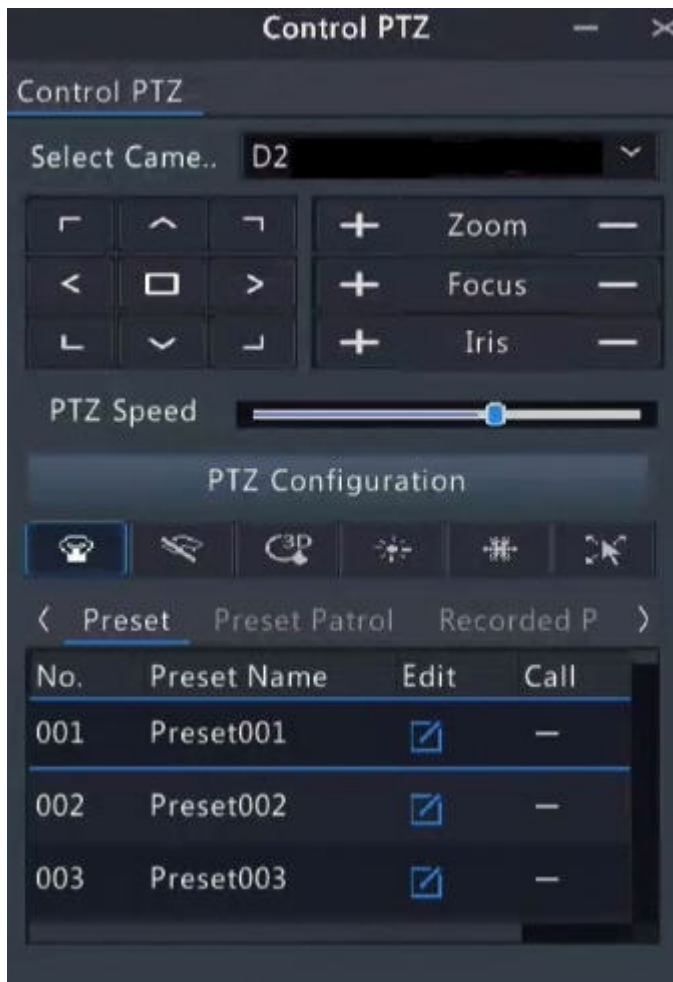 Control PTZ
Control PTZ
Select Came.. D2
Zoom
Focus
Iris
PTZ Speed
PTZ Configuration
3D
Preset Preset Patrol Recorded P
No. Preset Name Edit Call
001 Preset001
002 Preset002
003 Preset003